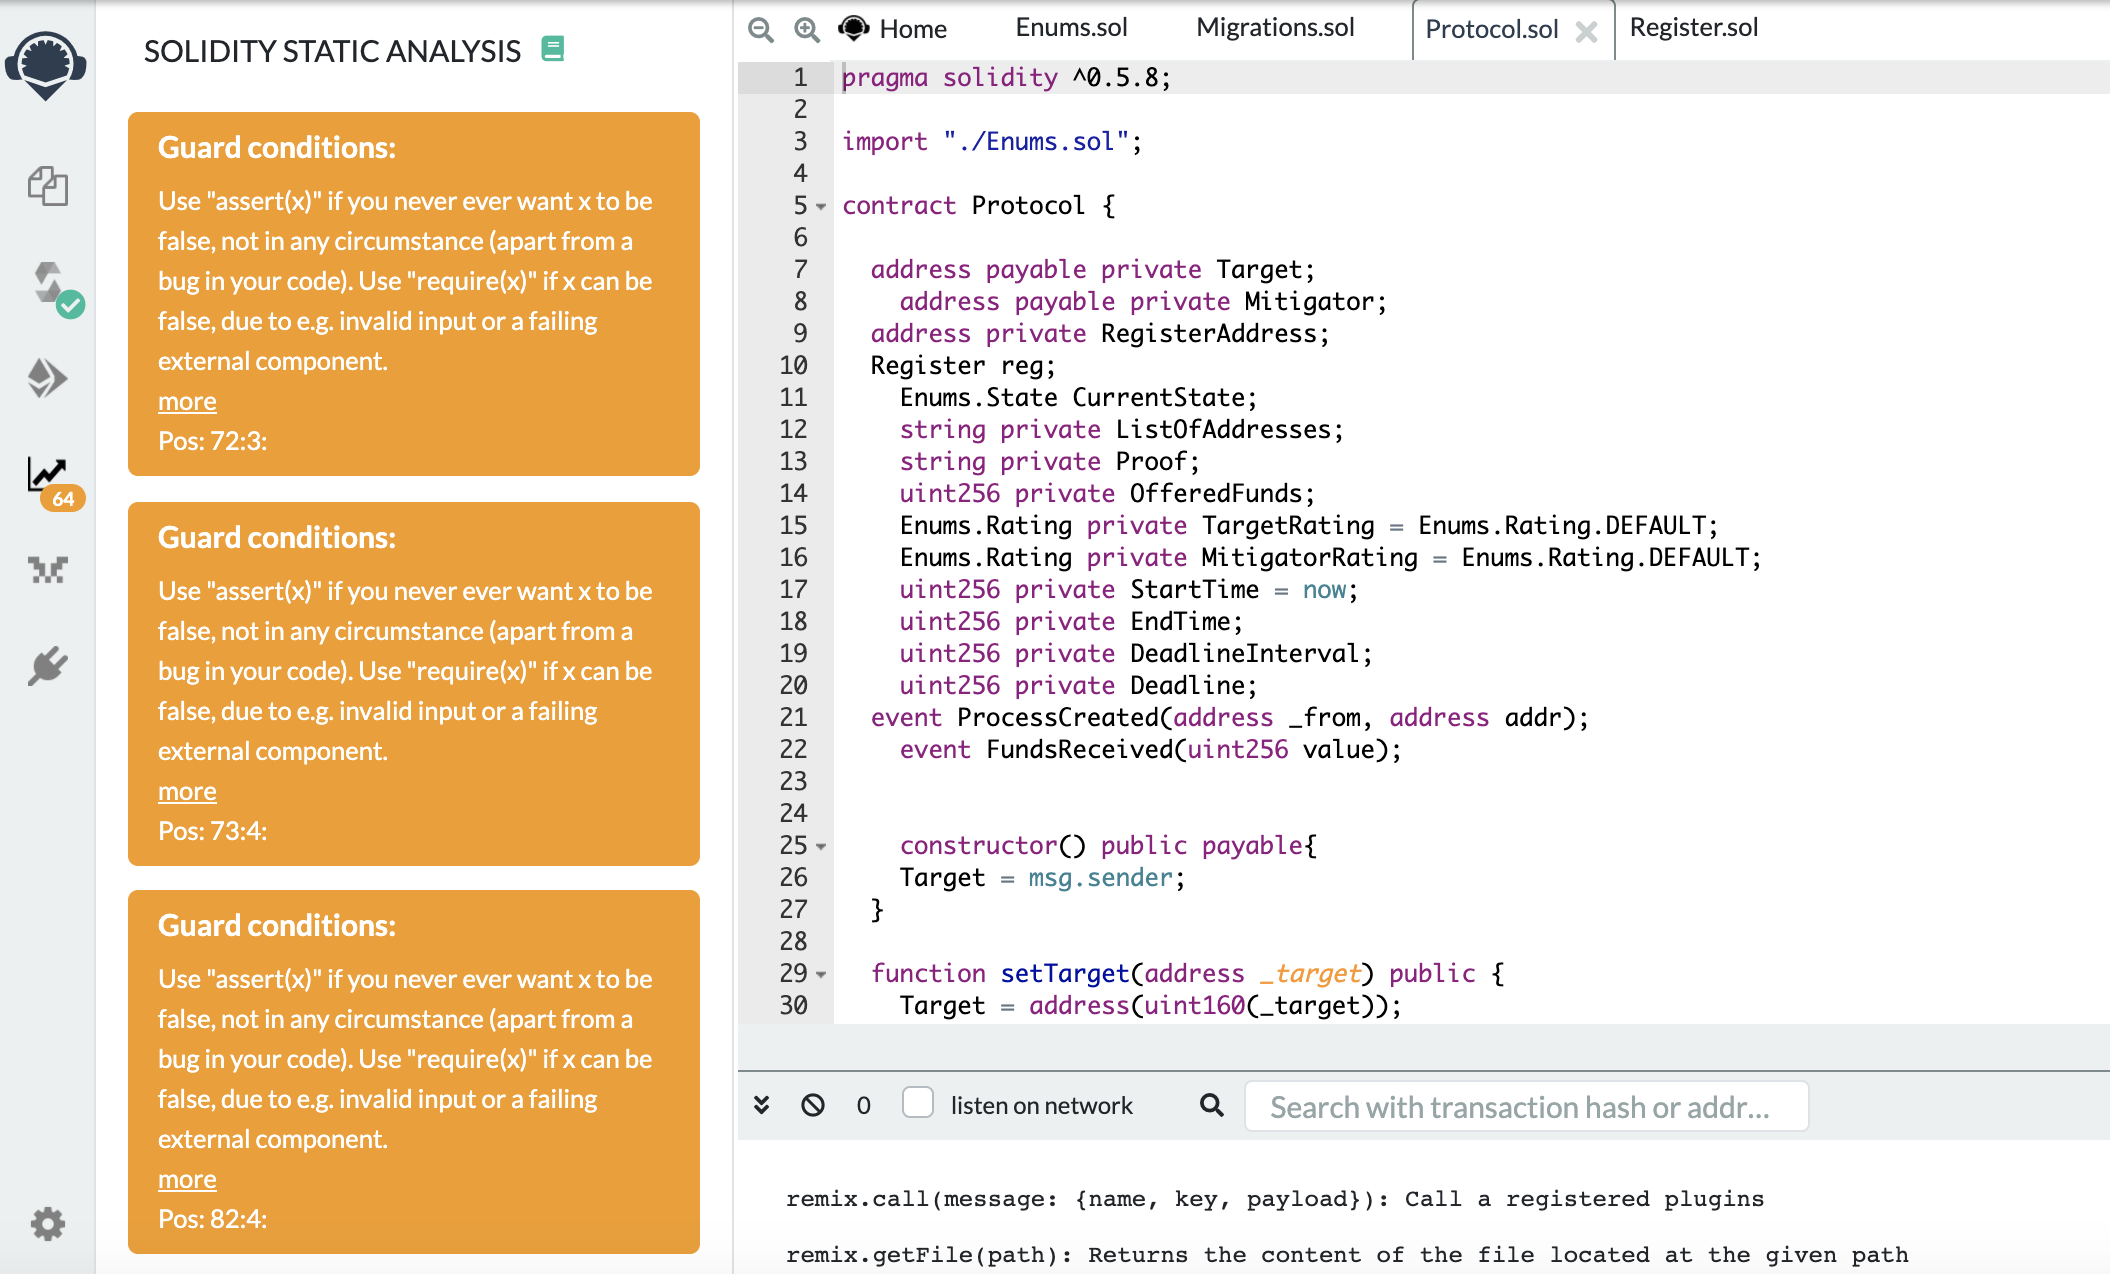 SOLIDITY STATIC ANALYSIS
Guard conditions:
Use "assert(x)" if you never ever want x to be
false, not in any circumstance (apart from a
bug in your code). Use "require(x)" if x can be
false, due to e.g. invalid input or a failing
external component.
more
Pos: 72:3:
64
Guard conditions:
Use "assert(x)" if you never ever want x to be
false, not in any circumstance (apart from a
bug in your code). Use "require(x)" if x can be
false, due to e.g. invalid input or a failing
external component.
more
Pos: 73:4:
Guard conditions:
Use "assert(x)" if you never ever want x to be
false, not in any circumstance (apart from a
bug in your code). Use "require(x)" if x can be
false, due to e.g. invalid input or a failing
external component.
more
Pos: 82:4:
Home Enums.sol Migrations.sol Protocol.sol Register.sol
1 pragma solidity ^0.5.8;
2
3 import "./Enums.sol";
4
5 contract Protocol {
6
7 address payable private Target;
8 address payable private Mitigator;
9 address private RegisterAddress;
10 Register reg;
11 Enums.State CurrentState;
12 string private ListOfAddresses;
13 string private Proof;
14 uint256 private OfferedFunds;
15 Enums.Rating private TargetRating = Enums.Rating.DEFAULT;
16 Enums.Rating private MitigatorRating = Enums.Rating.DEFAULT;
17 uint256 private StartTime = now;
18 uint256 private EndTime;
19 uint256 private DeadlineInterval;
20 uint256 private Deadline;
21 event ProcessCreated(address _from, address addr);
22 event FundsReceived(uint256 value);
23
24
25 constructor() public payable{
26 Target = msg.sender;
27 }
28
29 function setTarget(address _target) public {
30 Target = address(uint160(_target));
0 listen on network Search with transaction hash or addr...
remix.call(message: {name, key, payload}): Call a registered plugins
remix.getFile(path): Returns the content of the file located at the given path